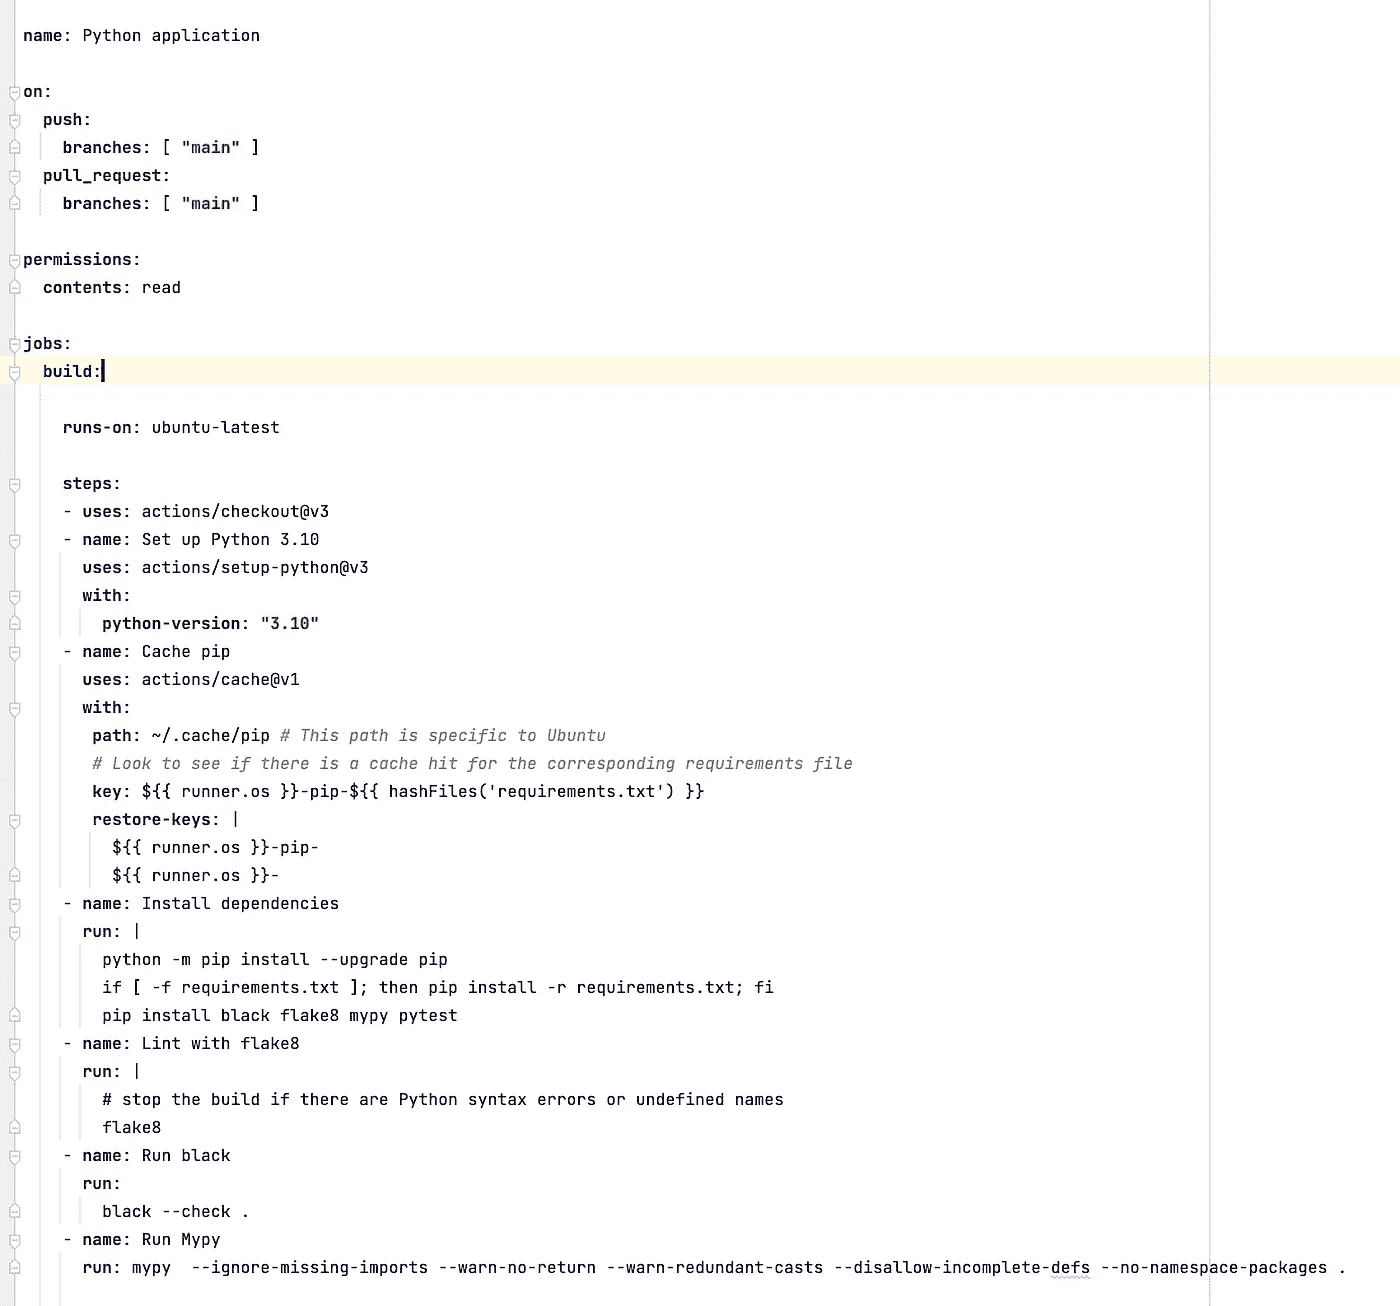 name: Python application
on:
push:
branches: [ "main" ]
pull_request:
branches: [ "main" ]
permissions:
contents: read
jobs:
build:
runs-on: ubuntu-latest
steps:
- uses: actions/checkout@v3
- name: Set up Python 3.10
uses: actions/setup-python@v3
with:
python-version: "3.10"
- name: Cache pip
uses: actions/cache@v1
with:
path: ~/.cache/pip # This path is specific to Ubuntu
# Look to see if there is a cache hit for the corresponding requirements file
key: ${{ runner.os }}-pip-${{ hashFiles('requirements.txt') }}
restore-keys: |
${{ runner.os }}-pip-
${{ runner.os }}-
- name: Install dependencies
run: |
python -m pip install --upgrade pip
if [ -f requirements.txt ]; then pip install -r requirements.txt; fi
pip install black flake8 mypy pytest
- name: Lint with flake8
run: |
# stop the build if there are Python syntax errors or undefined names
flake8
- name: Run black
run:
black --check .
- name: Run Mypy
run: mypy  --ignore-missing-imports --warn-no-return --warn-redundant-casts --disallow-incomplete-defs --no-namespace-packages .